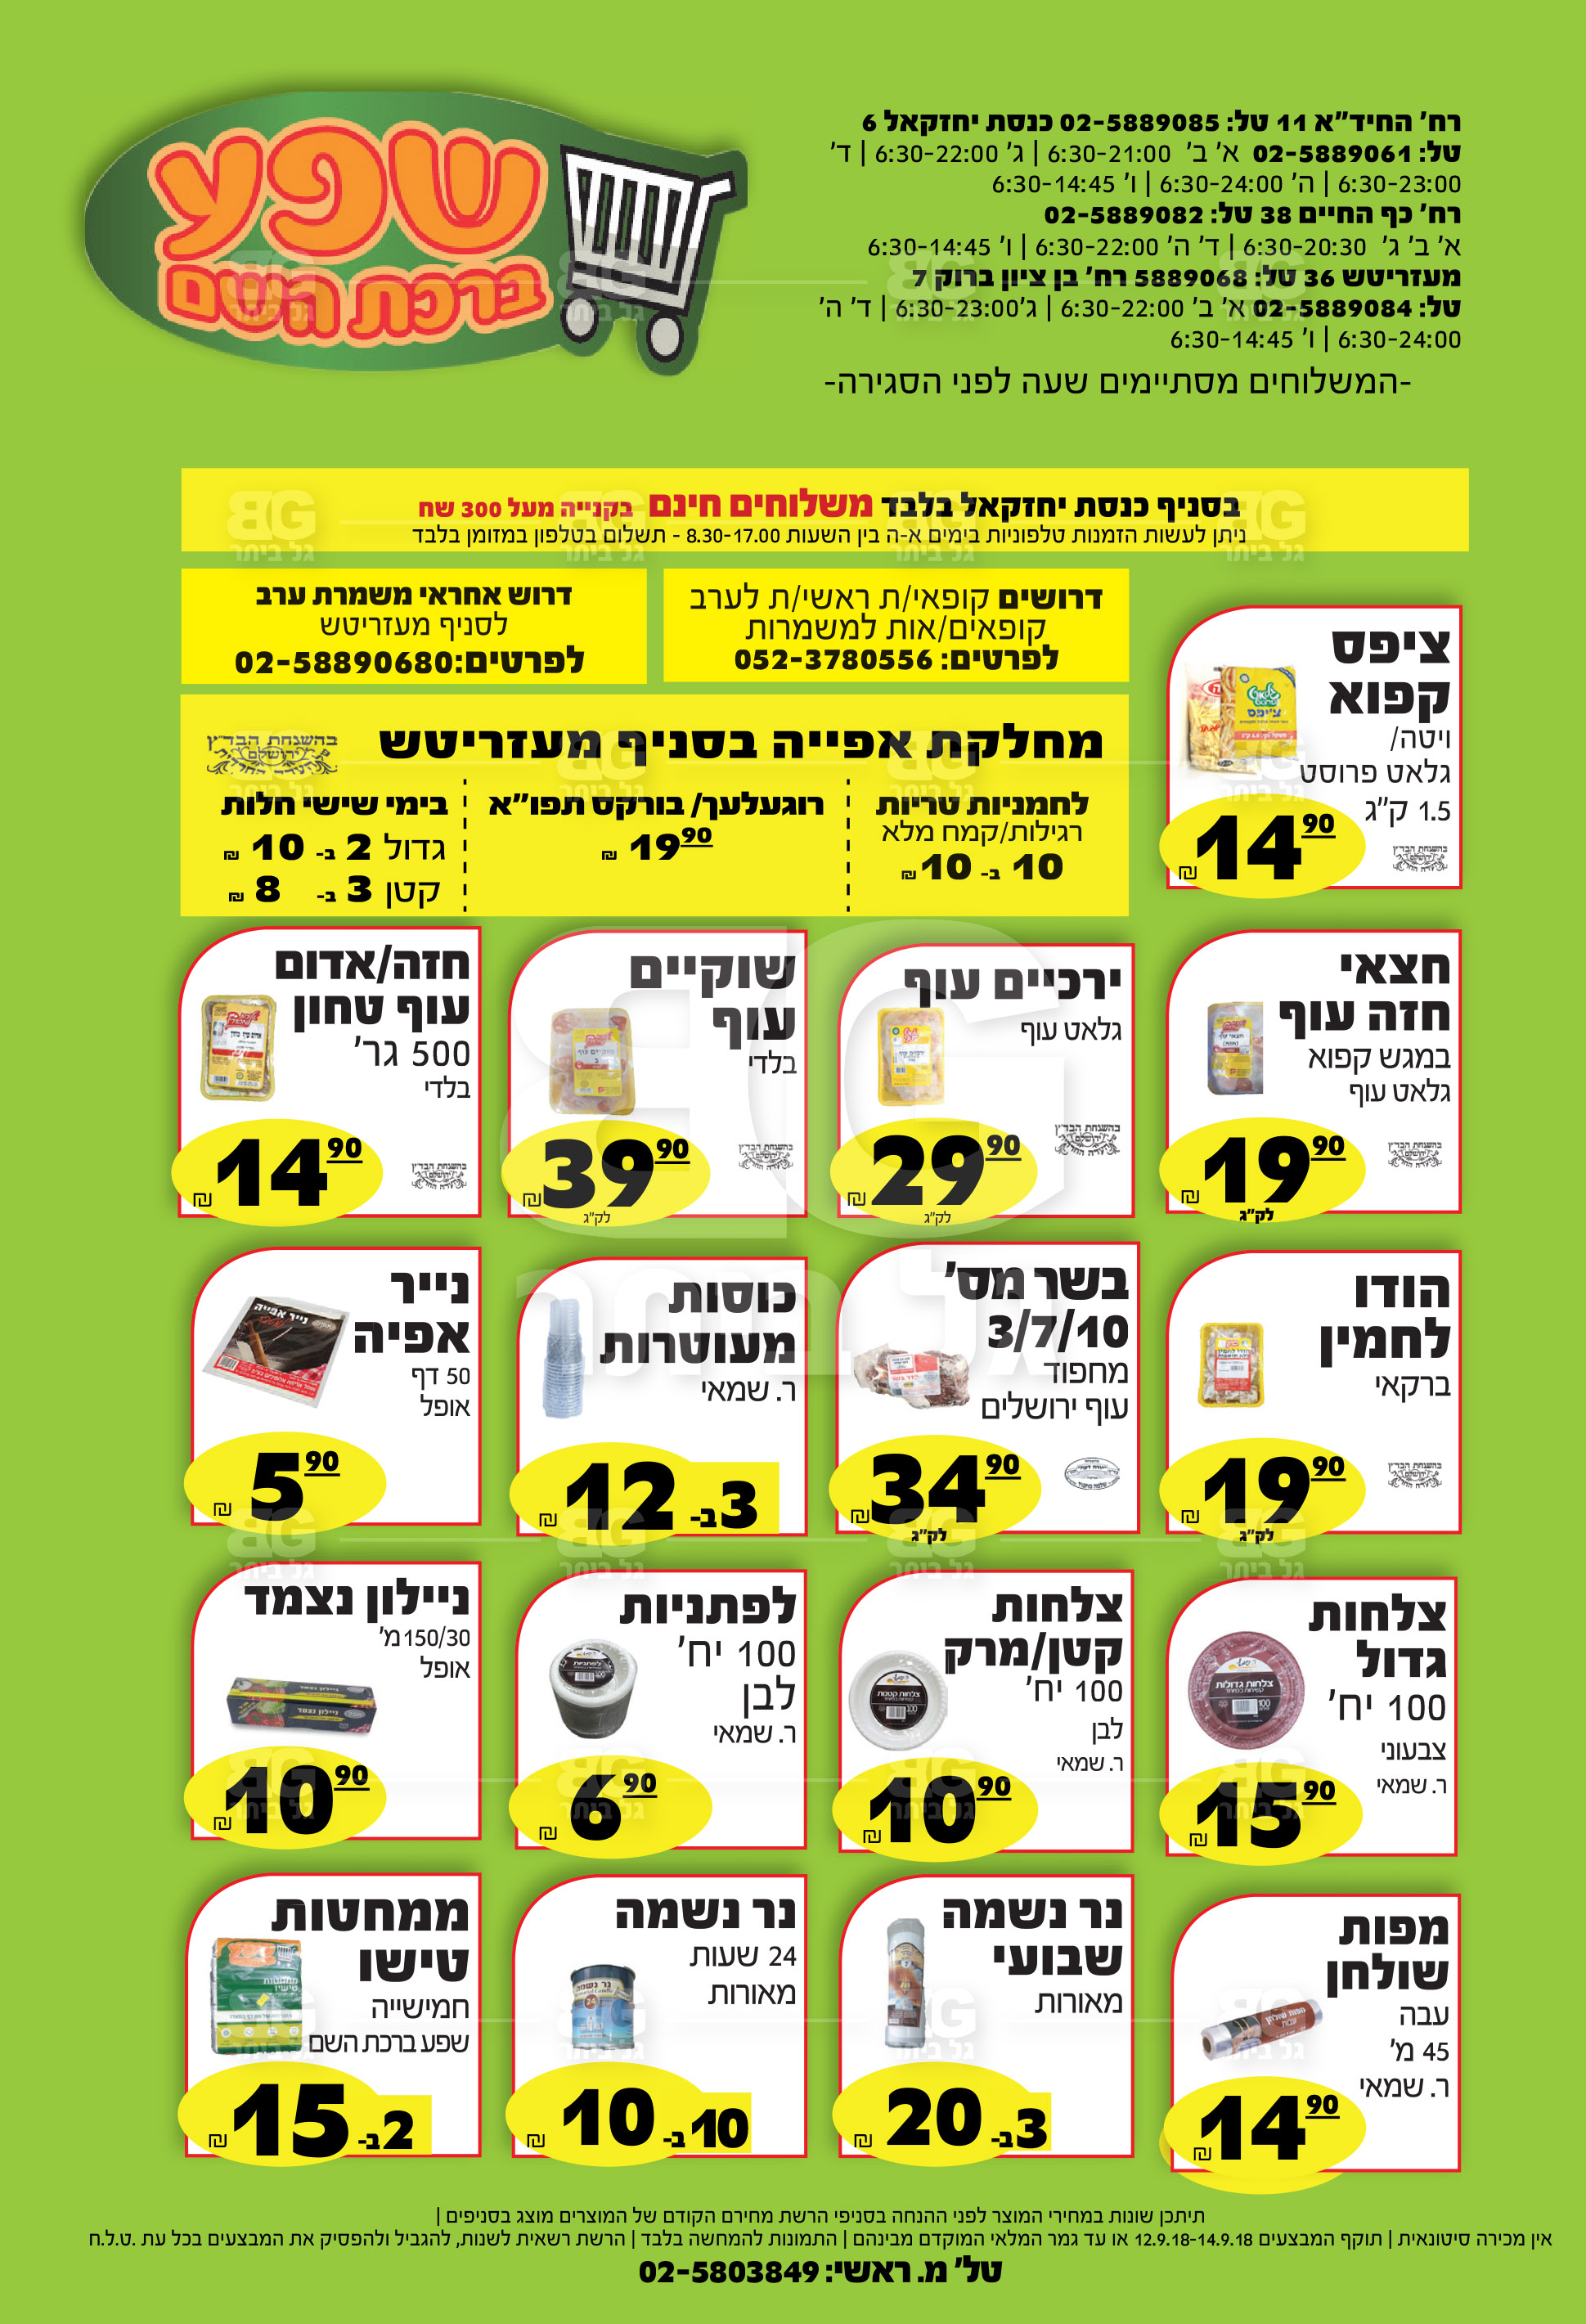 שפע
ברכת השם
רח' החיד"א 11 טל: 02-5889085 כנסת יחזקאל 6
טל: 02-5889061 א' ב' 6:30-21:00 | ג' 6:30-22:00 | ד'
6:30-23:00 | ה' 6:30-24:00 | ו' 6:30-14:45
רח' כף החיים 38 טל: 02-5889082
א' ב' ג' 6:30-20:30 | ד' ה' 6:30-22:00 | ו' 6:30-14:45
מעזריטש 36 טל: 5889068 רח' בן ציון ברוק 7
טל: 02-5889084 א' ב' 6:30-22:00 | ג'6:30-23:00 | ד' ה'
6:30-24:00 | ו' 6:30-14:45
-המשלוחים מסתיימים שעה לפני הסגירה-
בסניף כנסת יחזקאל בלבד משלוחים חינם בקנייה מעל 300 שח
ניתן לעשות הזמנות טלפוניות בימים א-ה בין השעות 8.30-17.00 - תשלום בטלפון במזומן בלבד
דרושים קופאי/ת ראשי/ת לערב
קופאים/אות למשמרות
לפרטים: 052-3780556
דרוש אחראי משמרת ערב
לסניף מעזריטש
לפרטים:02-58890680
מחלקת אפייה בסניף מעזריטש
בהשגחת הבד"ץ
ירושלם
העדה החרדית
לחמניות טריות
רגילות/קמח מלא
10 ב- 10 ₪
רוגעלעך/ בורקס תפו"א
19.90 ₪
בימי שישי חלות
גדול 2 ב- 10 ₪
קטן 3 ב- 8 ₪
ציפס
קפוא
ויטה/
גלאט פרוסט
1.5 ק"ג
14.90 ₪
חצאי
חזה עוף
במגש קפוא
גלאט עוף
19.90 ₪
לק"ג
ירכיים עוף
גלאט עוף
29.90 ₪
לק"ג
שוקיים
עוף
בלדי
39.90 ₪
לק"ג
חזה/אדום
עוף טחון
500 גר'
בלדי
14.90 ₪
הודו
לחמין
ברקאי
19.90 ₪
לק"ג
בשר מס'
3/7/10
מחפוד
עוף ירושלים
34.90 ₪
לק"ג
כוסות
מעוטרות
ר. שמאי
3 ב- 12 ₪
נייר
אפיה
50 דף
אופל
5.90 ₪
צלחות
גדול
100 יח'
צבעוני
ר. שמאי
15.90 ₪
צלחות
קטן/מרק
100 יח'
לבן
ר. שמאי
10.90 ₪
לפתניות
100 יח'
לבן
ר. שמאי
6.90 ₪
ניילון נצמד
150/30מ'
אופל
10.90 ₪
מפות
שולחן
עבה
45 מ'
ר. שמאי
14.90 ₪
נר נשמה
שבועי
מאורות
3 ב- 20 ₪
נר נשמה
24 שעות
מאורות
10 ב- 10 ₪
ממחטות
טישו
חמישייה
שפע ברכת השם
2 ב- 15 ₪
תיתכן שונות במחירי המוצר לפני ההנחה בסניפי הרשת מחירם הקודם של המוצרים מוצג בסניפים |
אין מכירה סיטונאית | תוקף המבצעים 12.9.18-14.9.18 או עד גמר המלאי המוקדם מבינהם | התמונות להמחשה בלבד | הרשת רשאית לשנות, להגביל ולהפסיק את המבצעים בכל עת .ט.ל.ח
טל' מ. ראשי: 02-5803849